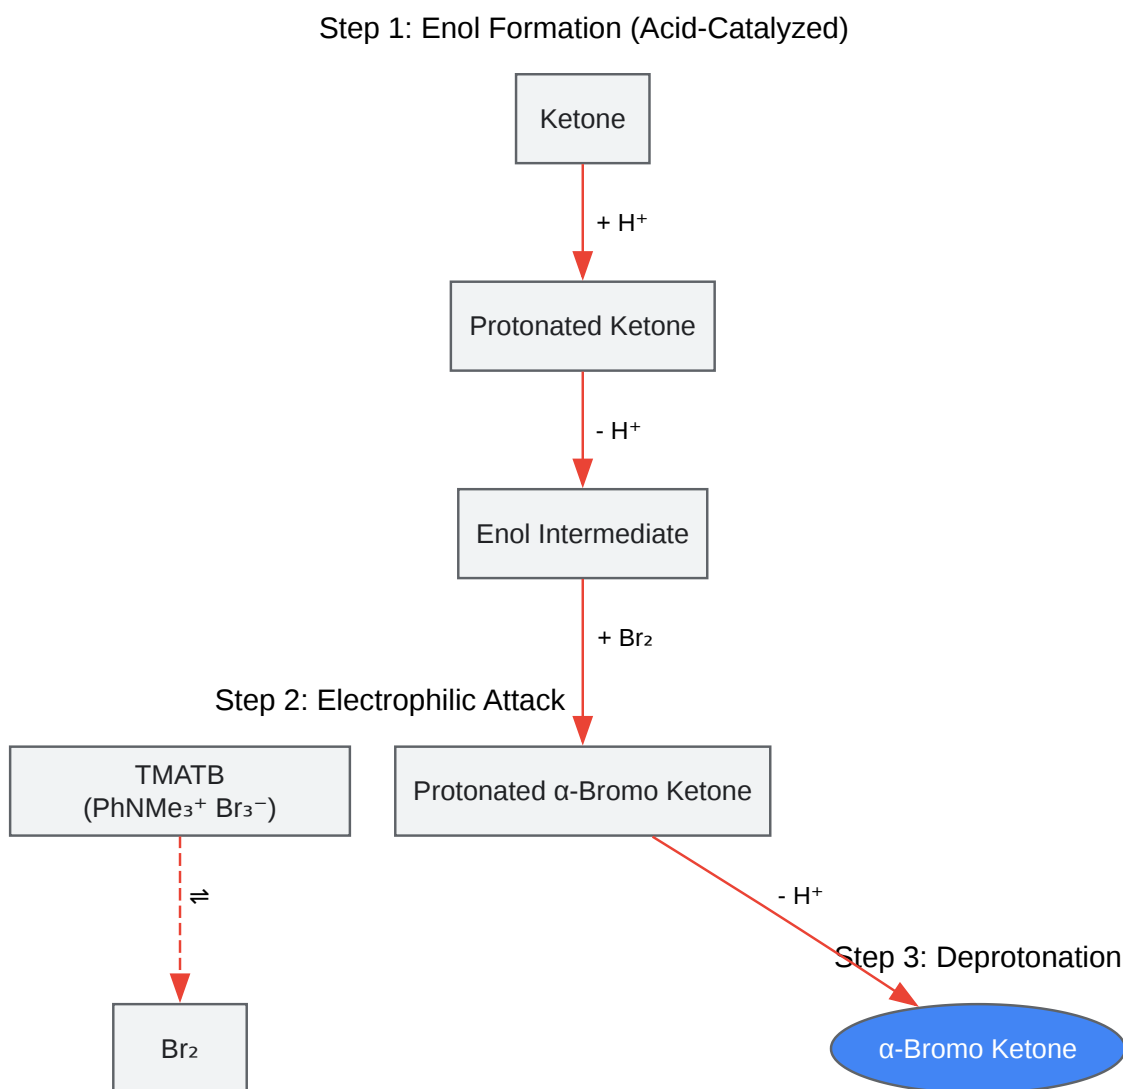 Step 1: Enol Formation (Acid-Catalyzed)
Ketone
+ H⁺
Protonated Ketone
- H⁺
Enol Intermediate
+ Br₂
Step 2: Electrophilic Attack
TMATB
(PhNMe₃⁺ Br₃⁻)
Protonated α-Bromo Ketone
⇌
- H⁺
Step 3: Deprotonation
Br₂
α-Bromo Ketone